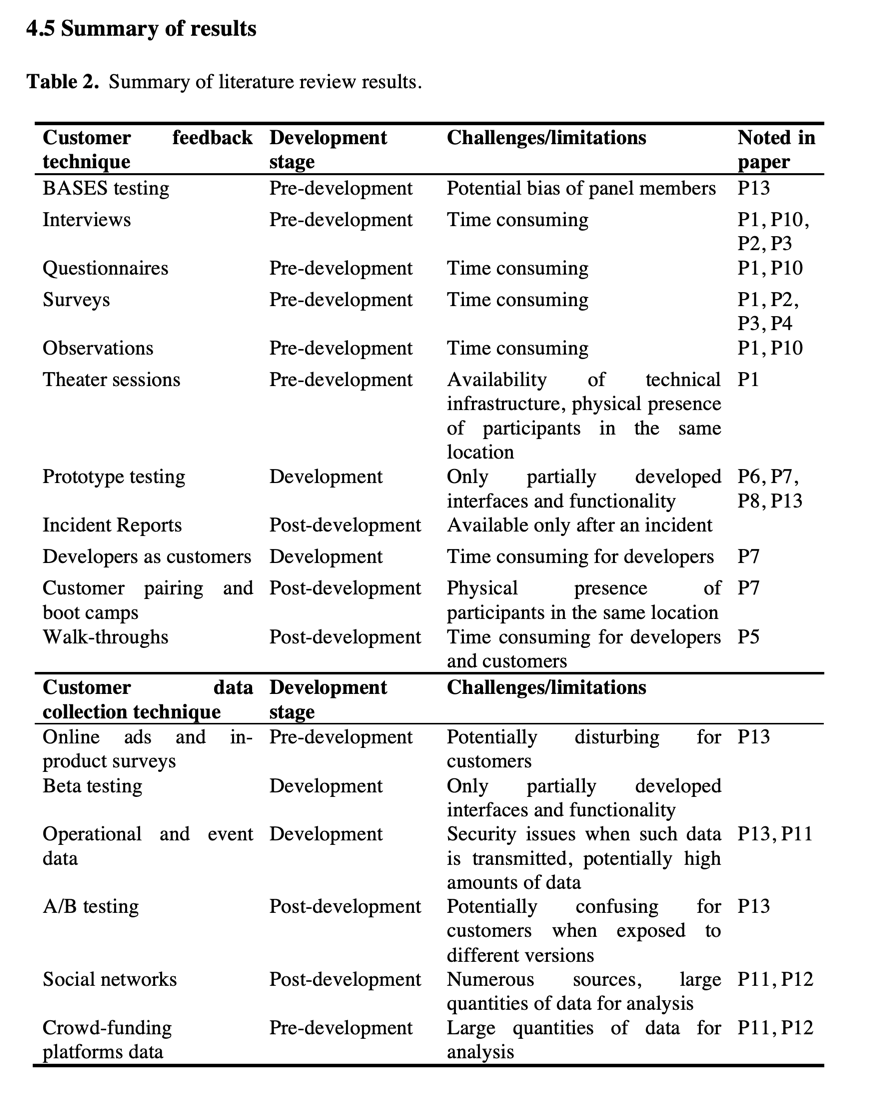 4.5 Summary of results
Table 2. Summary of literature review results.
Customer feedback technique Development stage Challenges/limitations Noted in paper
BASES testing Pre-development Potential bias of panel members P13
Interviews Pre-development Time consuming P1, P10, P2, P3
Questionnaires Pre-development Time consuming P1, P10
Surveys Pre-development Time consuming P1, P2, P3, P4
Observations Pre-development Time consuming P1, P10
Theater sessions Pre-development Availability of technical infrastructure, physical presence of participants in the same location P1
Prototype testing Development Only partially developed interfaces and functionality P6, P7, P8, P13
Incident Reports Post-development Available only after an incident
Developers as customers Development Time consuming for developers P7
Customer pairing and boot camps Post-development Physical presence of participants in the same location P7
Walk-throughs Post-development Time consuming for developers and customers P5
Customer data collection technique Development stage Challenges/limitations
Online ads and in-product surveys Pre-development Potentially disturbing for customers P13
Beta testing Development Only partially developed interfaces and functionality
Operational and event data Development Security issues when such data is transmitted, potentially high amounts of data P13, P11
A/B testing Post-development Potentially confusing for customers when exposed to different versions P13
Social networks Post-development Numerous sources, large quantities of data for analysis P11, P12
Crowd-funding platforms data Pre-development Large quantities of data for analysis P11, P12